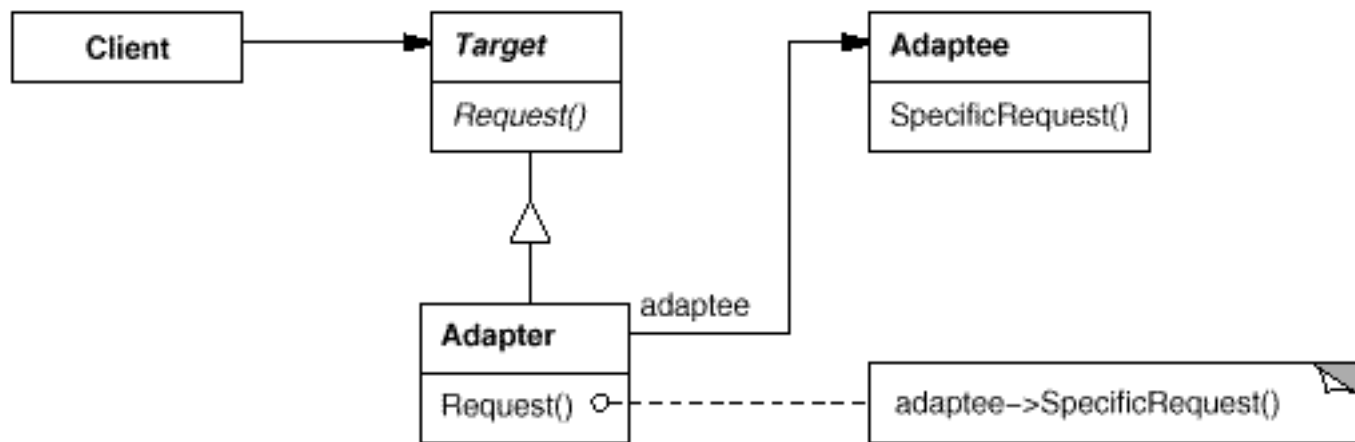 Client
Target
Request()
Adaptee
SpecificRequest()
adaptee
Adapter
Request()
adaptee->SpecificRequest()